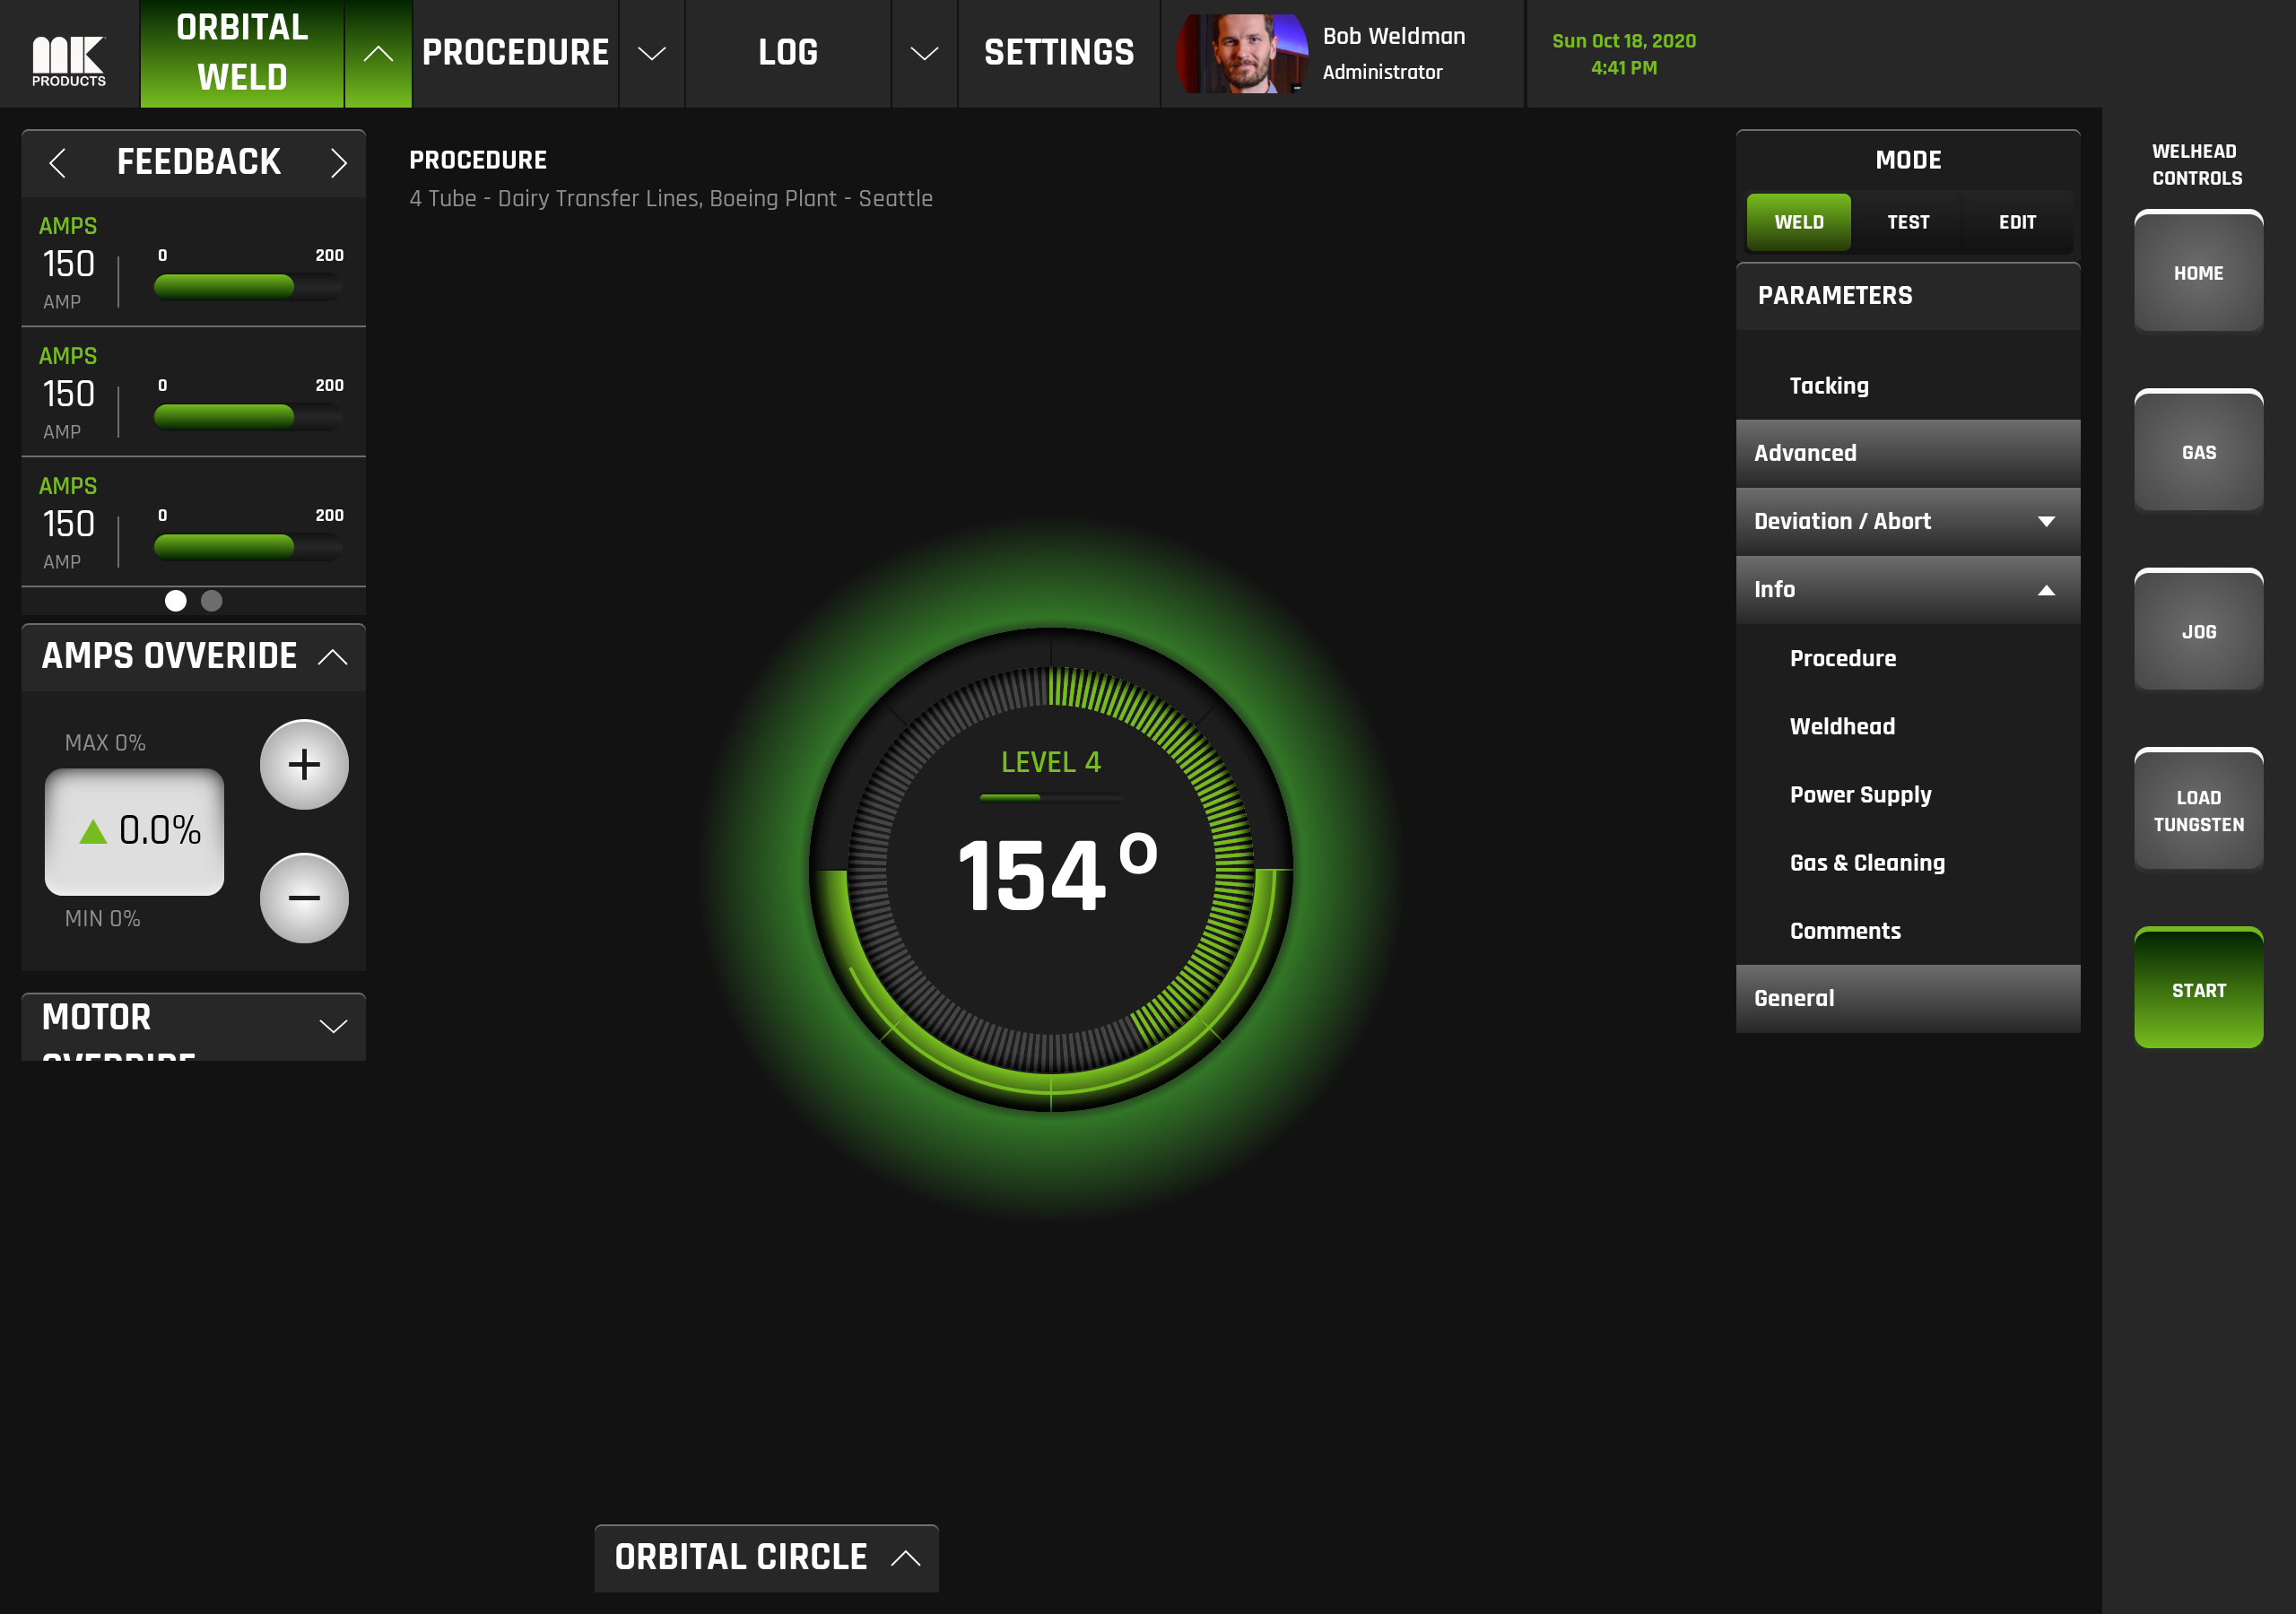 MK
PRODUCTS
ORBITAL
WELD
PROCEDURE
LOG
SETTINGS
Bob Weldman
Administrator
Sun Oct 18, 2020
4:41 PM
FEEDBACK
AMPS
150
AMP
0
200
AMPS
150
AMP
0
200
AMPS
150
AMP
0
200
AMPS OVVERIDE
MAX 0%
0.0%
MIN 0%
+
−
MOTOR
OVERRIDE
PROCEDURE
4 Tube - Dairy Transfer Lines, Boeing Plant - Seattle
LEVEL 4
154°
ORBITAL CIRCLE
MODE
WELD
TEST
EDIT
PARAMETERS
Tacking
Advanced
Deviation / Abort
Info
Procedure
Weldhead
Power Supply
Gas & Cleaning
Comments
General
WELHEAD
CONTROLS
HOME
GAS
JOG
LOAD
TUNGSTEN
START